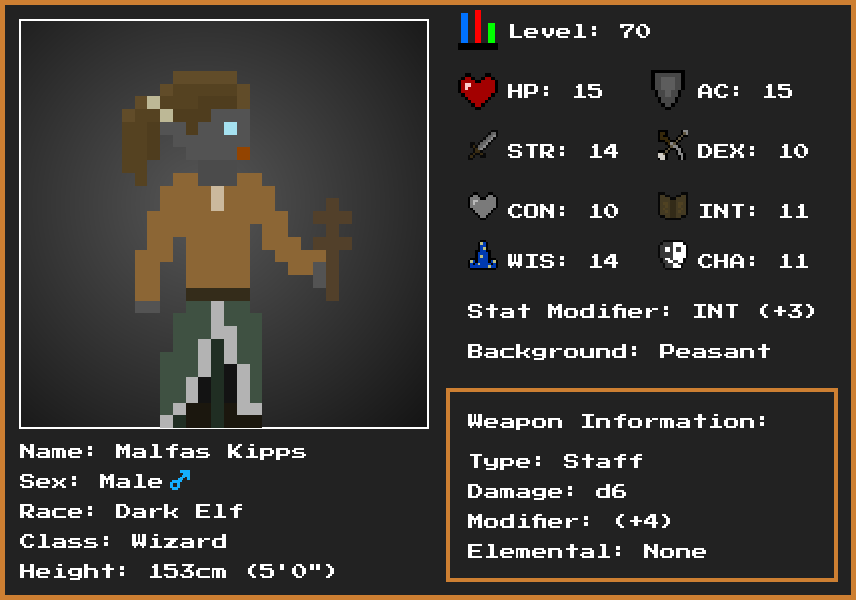 Level: 70
HP: 15 AC: 15
STR: 14 DEX: 10
CON: 10 INT: 11
WIS: 14 CHA: 11
Stat Modifier: INT (+3)
Background: Peasant
Weapon Information:
Type: Staff
Damage: d6
Modifier: (+4)
Elemental: None
Name: Malfas Kipps
Sex: Male ♂
Race: Dark Elf
Class: Wizard
Height: 153cm (5'0")